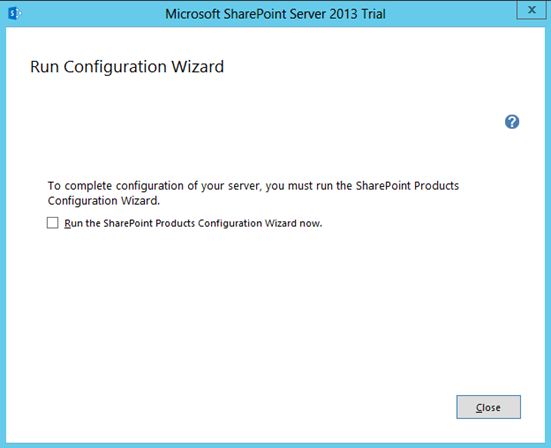 Microsoft SharePoint Server 2013 Trial
x
Run Configuration Wizard
?
To complete configuration of your server, you must run the SharePoint Products
Configuration Wizard.
Run the SharePoint Products Configuration Wizard now.
Close